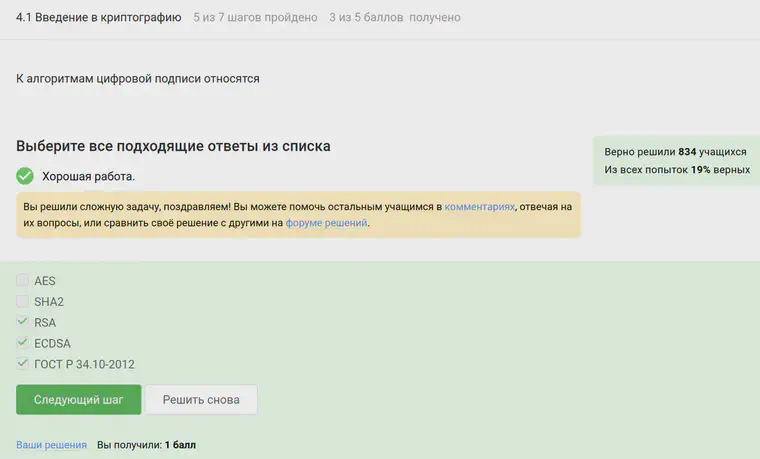 4.1 Введение в криптографию 5 из 7 шагов пройдено 3 из 5 баллов получено
К алгоритмам цифровой подписи относятся
Выберите все подходящие ответы из списка
Верно решили 834 учащихся
Из всех попыток 19% верных
Хорошая работа.
Вы решили сложную задачу, поздравляем! Вы можете помочь остальным учащимся в комментариях, отвечая на
их вопросы, или сравнить своё решение с другими на форуме решений.
AES
SHA2
RSA
ECDSA
ГОСТ Р 34.10-2012
Следующий шаг Решить снова
Ваши решения Вы получили: 1 балл